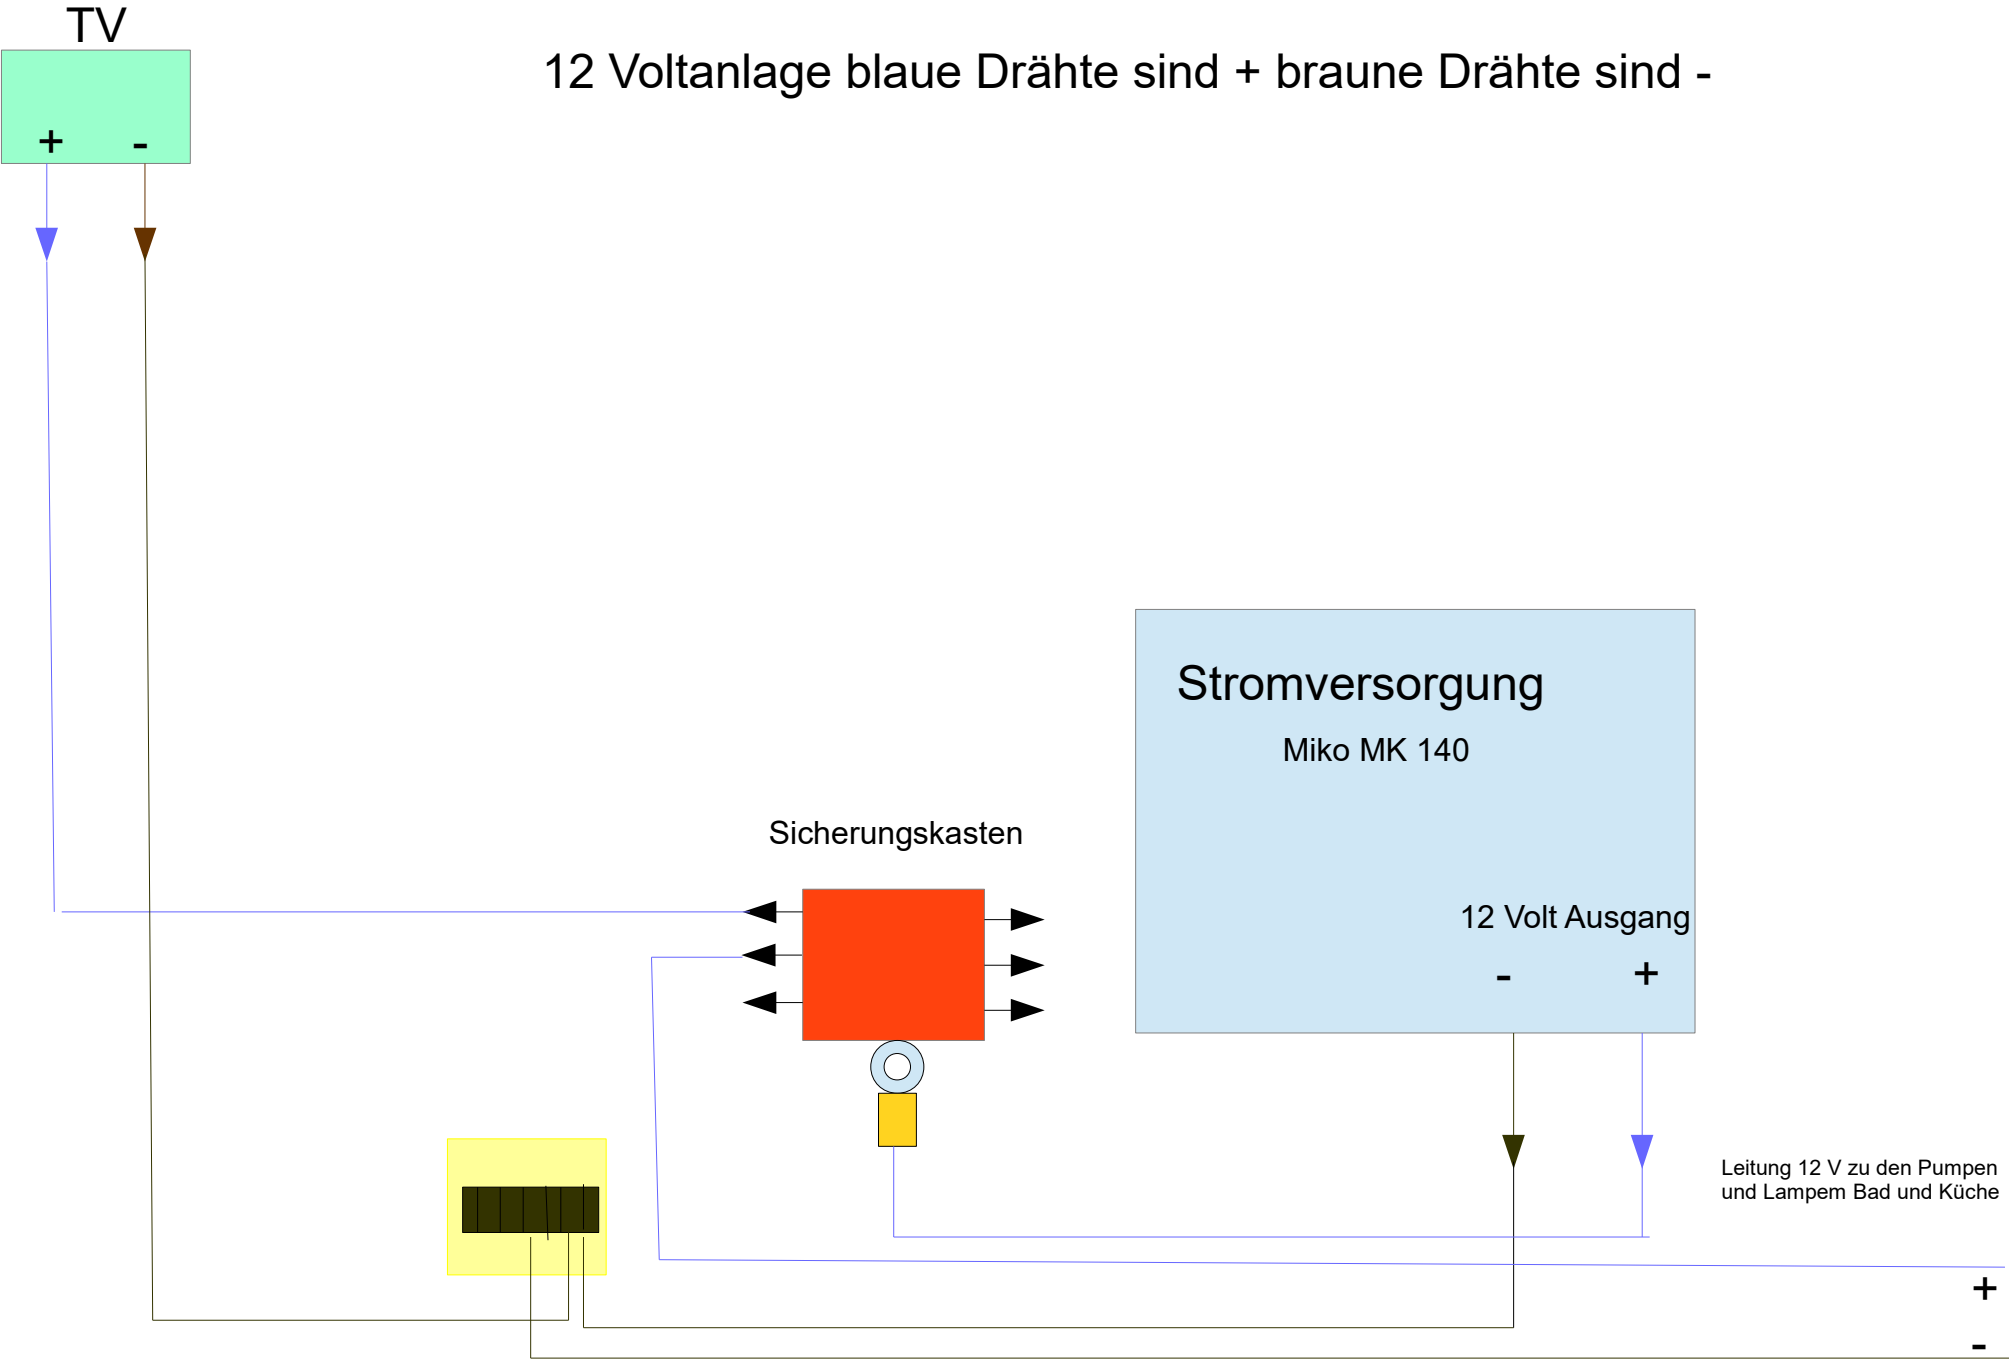 TV
12 Voltanlage blaue Drähte sind + braune Drähte sind -
+ -
Stromversorgung
Miko MK 140
Sicherungskasten
12 Volt Ausgang
- +
Leitung 12 V zu den Pumpen
und Lampem Bad und Küche
+
-